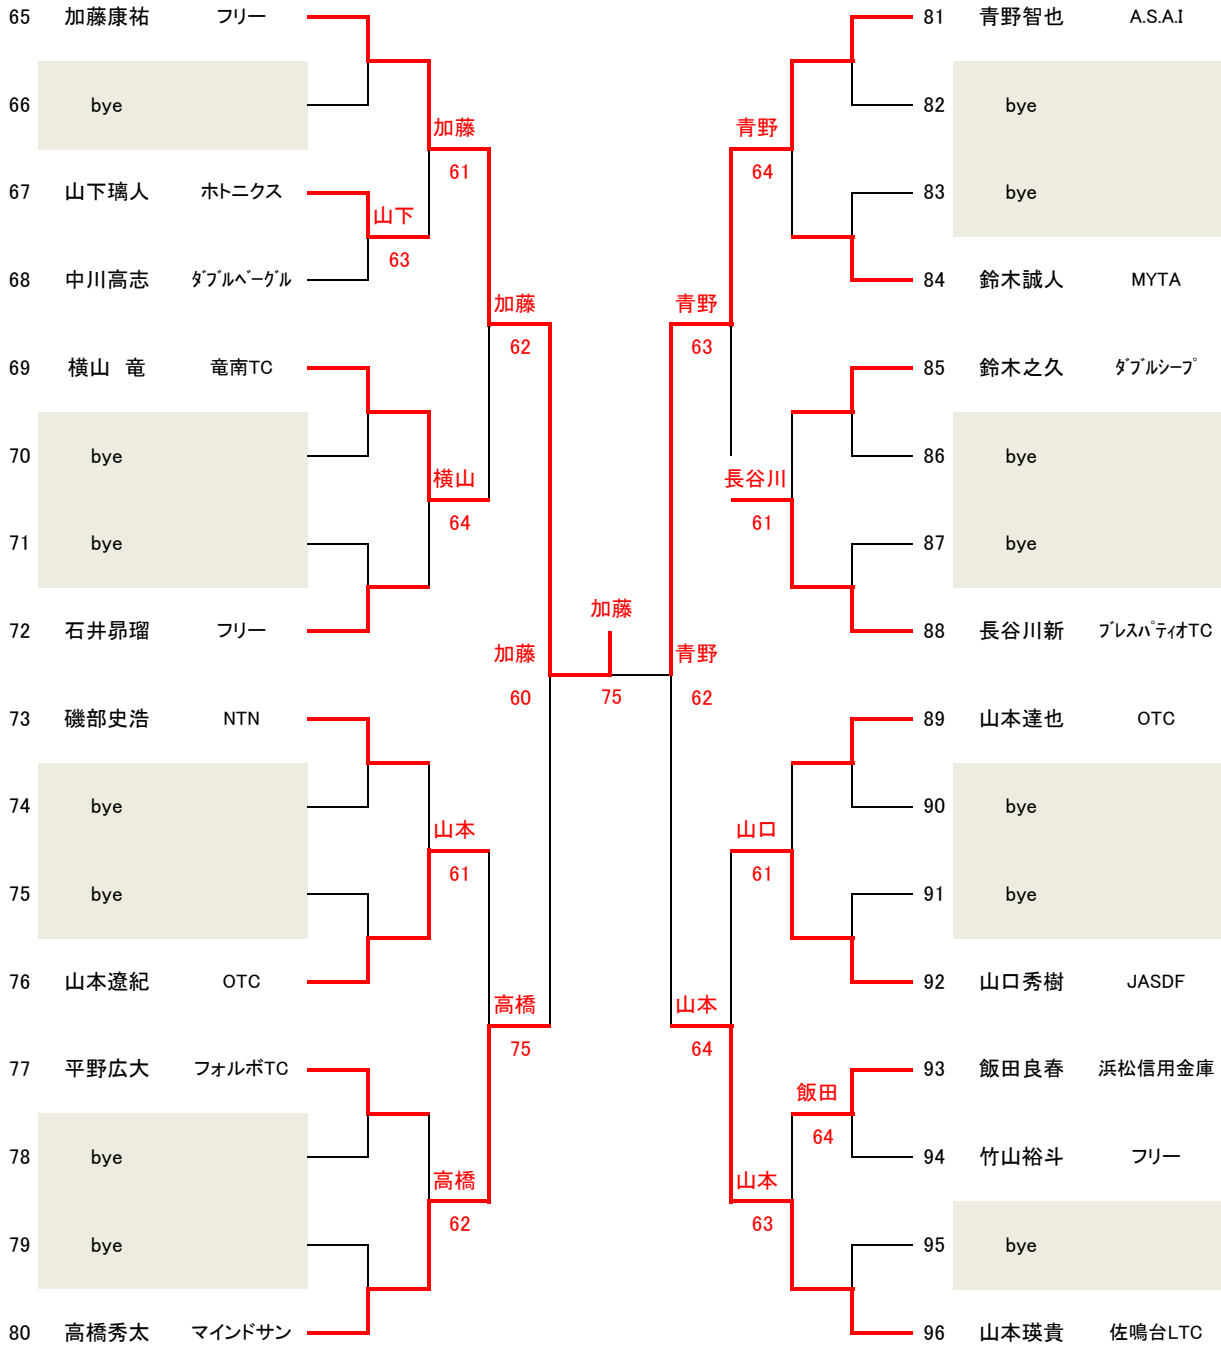 65 加藤康祐 フリー
66 bye
加藤
61
67 山下璃人 ホトニクス
山下
63
68 中川高志 ダブルベーグル
加藤
62
69 横山 竜 竜南TC
70 bye
横山
64
71 bye
72 石井昴瑠 フリー
加藤
60
73 磯部史浩 NTN
74 bye
山本
61
75 bye
76 山本遼紀 OTC
高橋
75
77 平野広大 フォルボTC
78 bye
高橋
62
79 bye
80 高橋秀太 マインドサン
加藤
75
81 青野智也 A.S.A.I
82 bye
青野
64
83 bye
84 鈴木誠人 MYTA
青野
63
85 鈴木之久 ダブルシープ
86 bye
長谷川
61
87 bye
88 長谷川新 ブレスパティオTC
青野
62
89 山本達也 OTC
90 bye
山口
61
91 bye
92 山口秀樹 JASDF
山本
64
93 飯田良春 浜松信用金庫
飯田
64
94 竹山裕斗 フリー
山本
63
95 bye
96 山本瑛貴 佐鳴台LTC